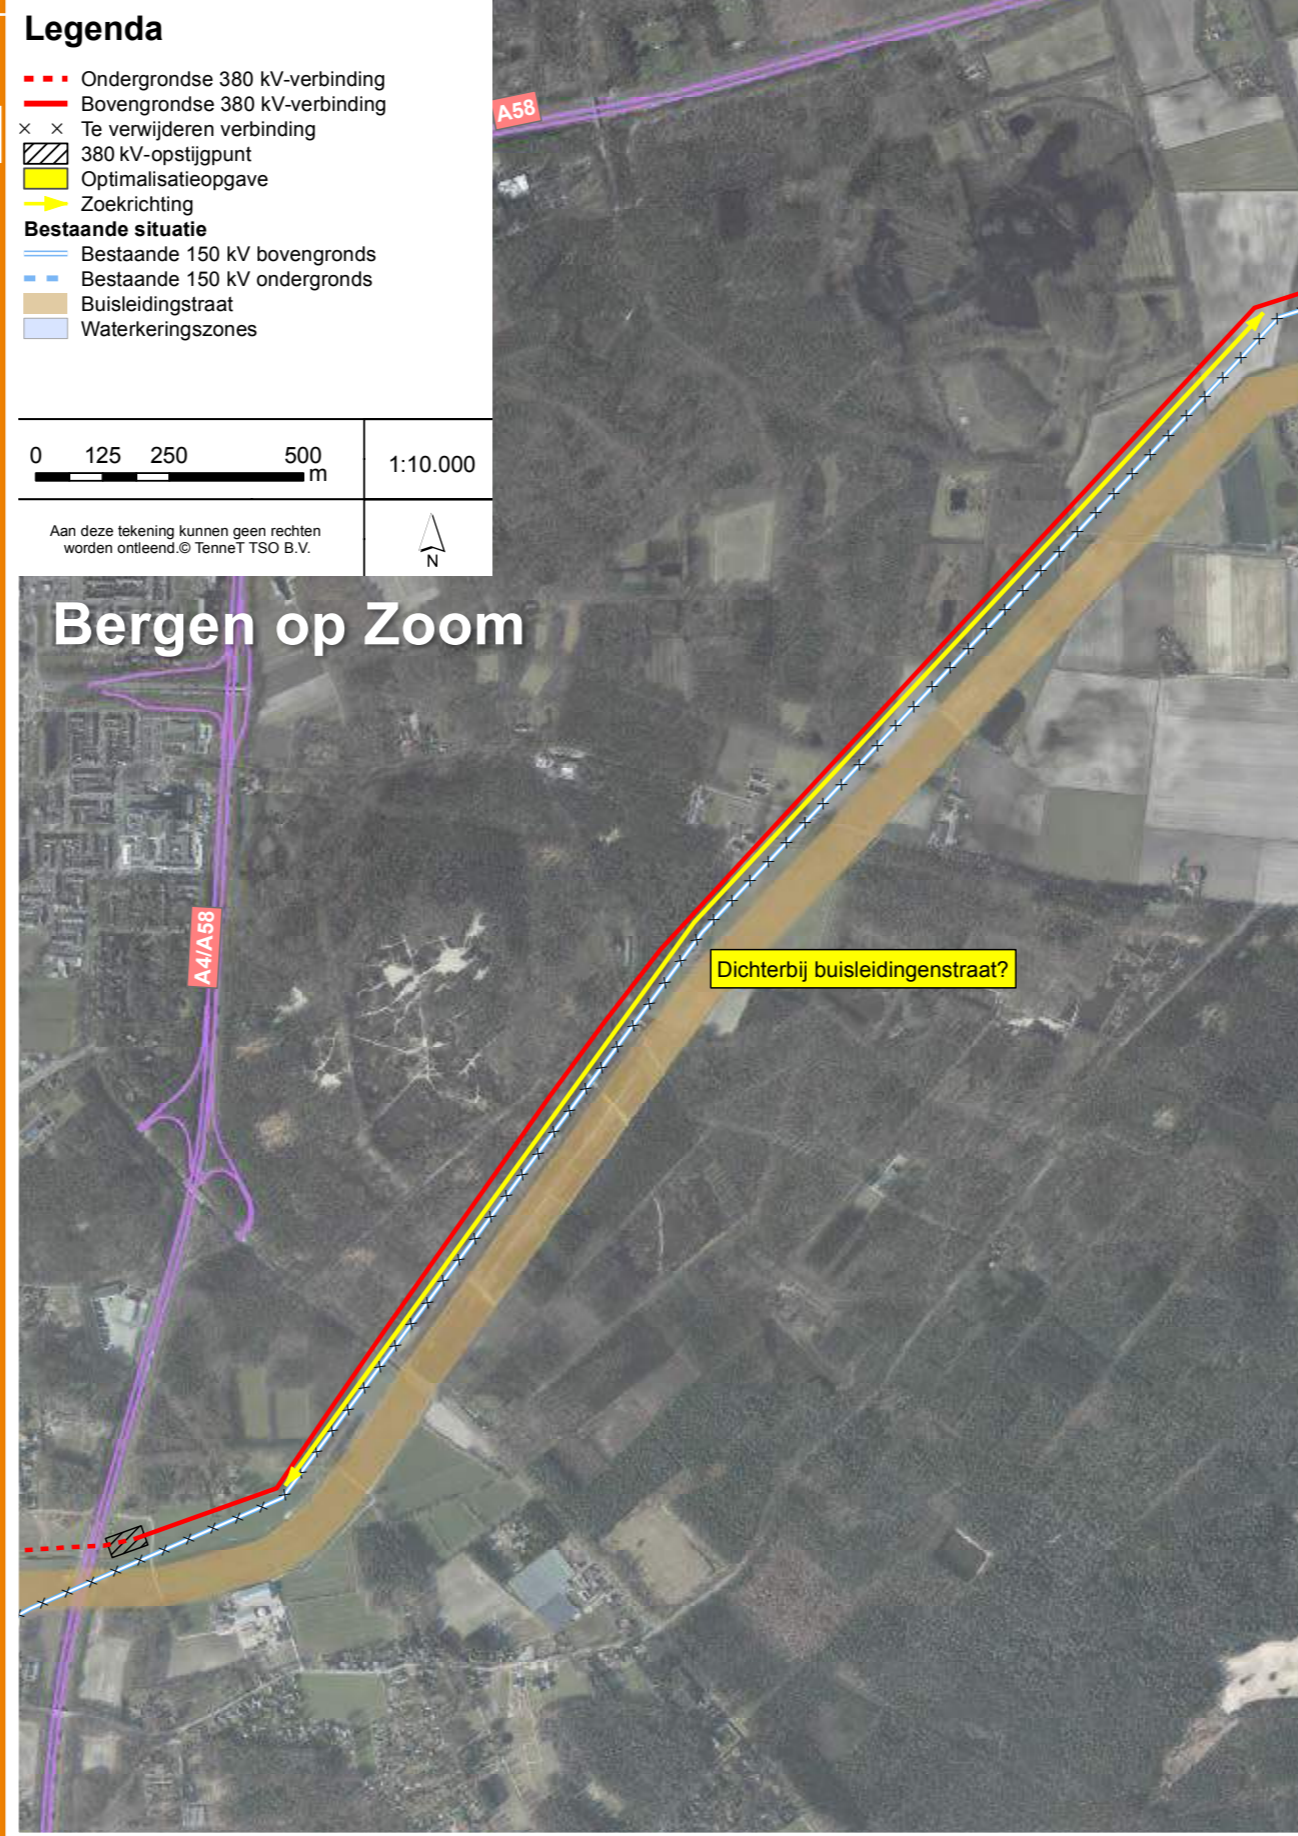 Legenda
Ondergrondse 380 kV-verbinding
Bovengrondse 380 kV-verbinding
Te verwijderen verbinding
380 kV-opstijgpunt
Optimalisatieopgave
Zoekrichting
Bestaande situatie
Bestaande 150 kV bovengronds
Bestaande 150 kV ondergronds
Buisleidingstraat
Waterkeringszones
0 125 250 500
m
1:10.000
Aan deze tekening kunnen geen rechten
worden ontleend.© TenneT TSO B.V.
N
A58
Bergen op Zoom
A4/A58
Dichterbij buisleidingenstraat?